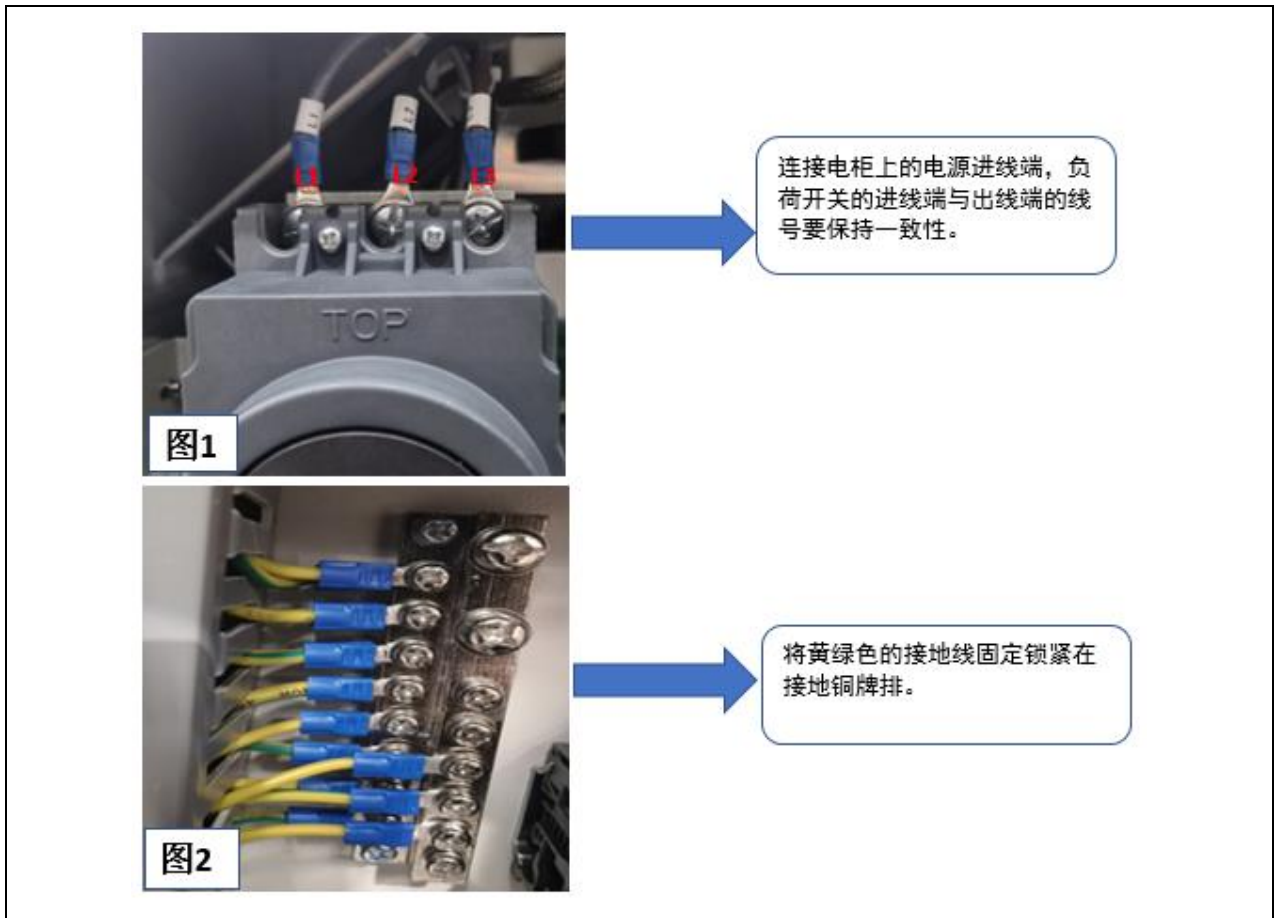 L1 L2 L3
TOP
图1
连接电柜上的电源进线端，负
荷开关的进线端与出线端的线
号要保持一致性。
将黄绿色的接地线固定锁紧在
接地铜牌排。
图2